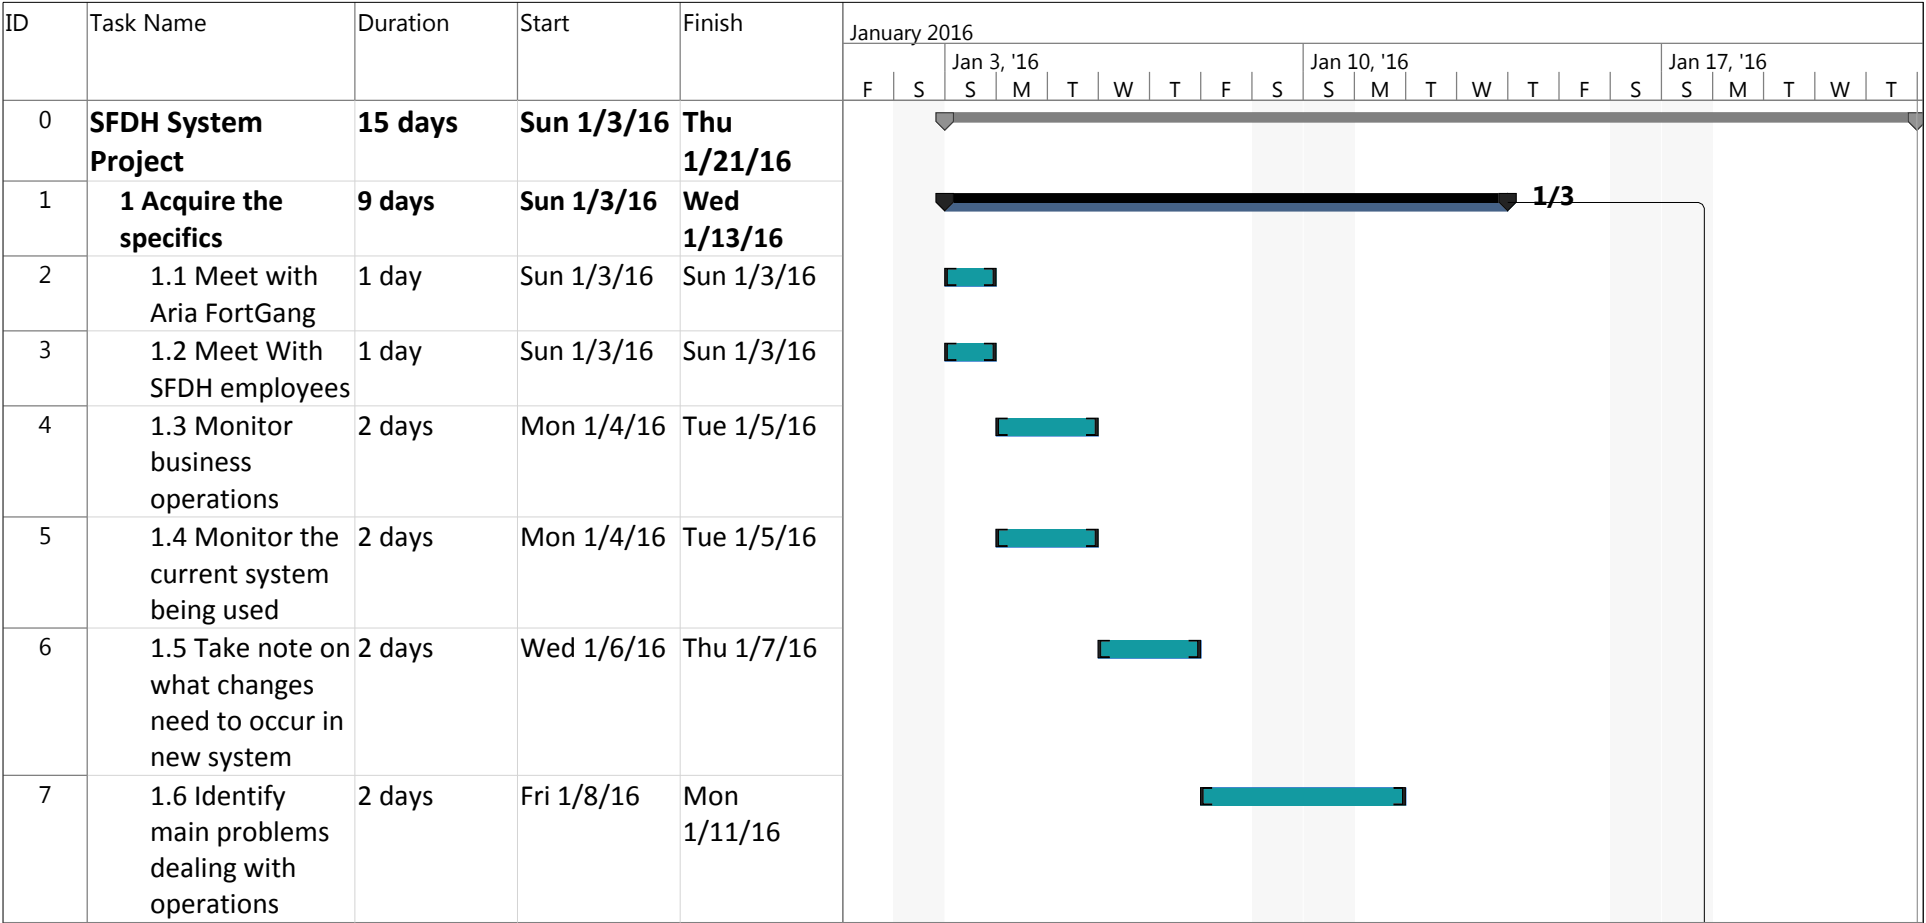 ID Task Name Duration Start Finish
January 2016
Jan 3, '16 Jan 10, '16 Jan 17, '16
F S S M T W T F S S M T W T F S S M T W T
0 SFDH System Project 15 days Sun 1/3/16 Thu 1/21/16
1 1 Acquire the specifics 9 days Sun 1/3/16 Wed 1/13/16 1/3
2 1.1 Meet with Aria FortGang 1 day Sun 1/3/16 Sun 1/3/16
3 1.2 Meet With SFDH employees 1 day Sun 1/3/16 Sun 1/3/16
4 1.3 Monitor business operations 2 days Mon 1/4/16 Tue 1/5/16
5 1.4 Monitor the current system being used 2 days Mon 1/4/16 Tue 1/5/16
6 1.5 Take note on what changes need to occur in new system 2 days Wed 1/6/16 Thu 1/7/16
7 1.6 Identify main problems dealing with operations 2 days Fri 1/8/16 Mon 1/11/16